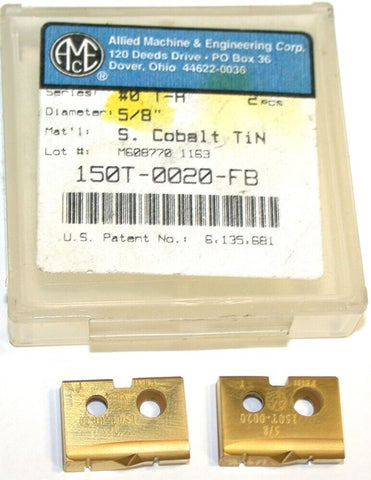 AMEC
®
Allied Machine & Engineering Corp.
120 Deeds Drive • PO Box 36
Dover, Ohio 44622-0036
Series: #0 T-A 2 pcs
Diameter: 5/8"
Mat'l: S. Cobalt TiN
Lot #: M608770 1163
150T-0020-FB
U.S. Patent No.: 6,135,681
5/8
150T-0020